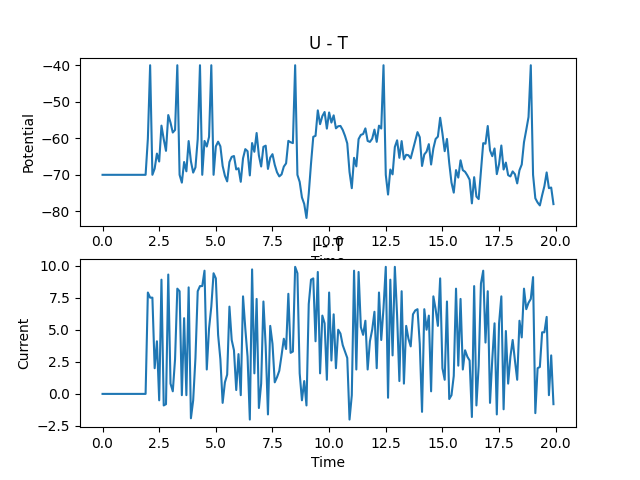 U - T
Potential
−40
−50
−60
−70
−80
0.0 2.5 5.0 7.5 10.0 12.5 15.0 17.5 20.0
Time
I - T
Current
10.0
7.5
5.0
2.5
0.0
−2.5
0.0 2.5 5.0 7.5 10.0 12.5 15.0 17.5 20.0
Time